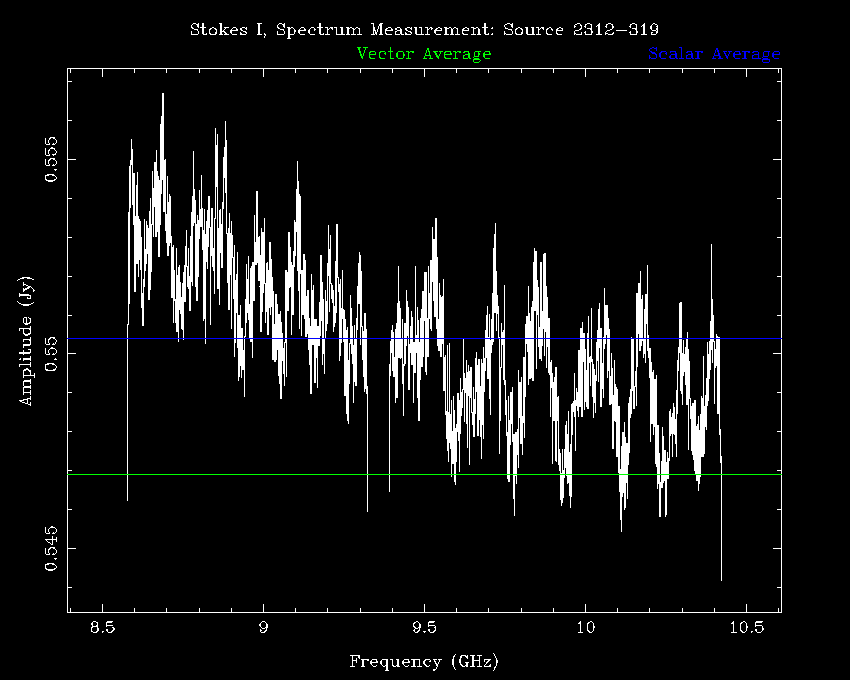 Stokes I, Spectrum Measurement: Source 2312-319
Vector Average Scalar Average
0.555
0.55
0.545
Amplitude (Jy)
8.5 9 9.5 10 10.5
Frequency (GHz)